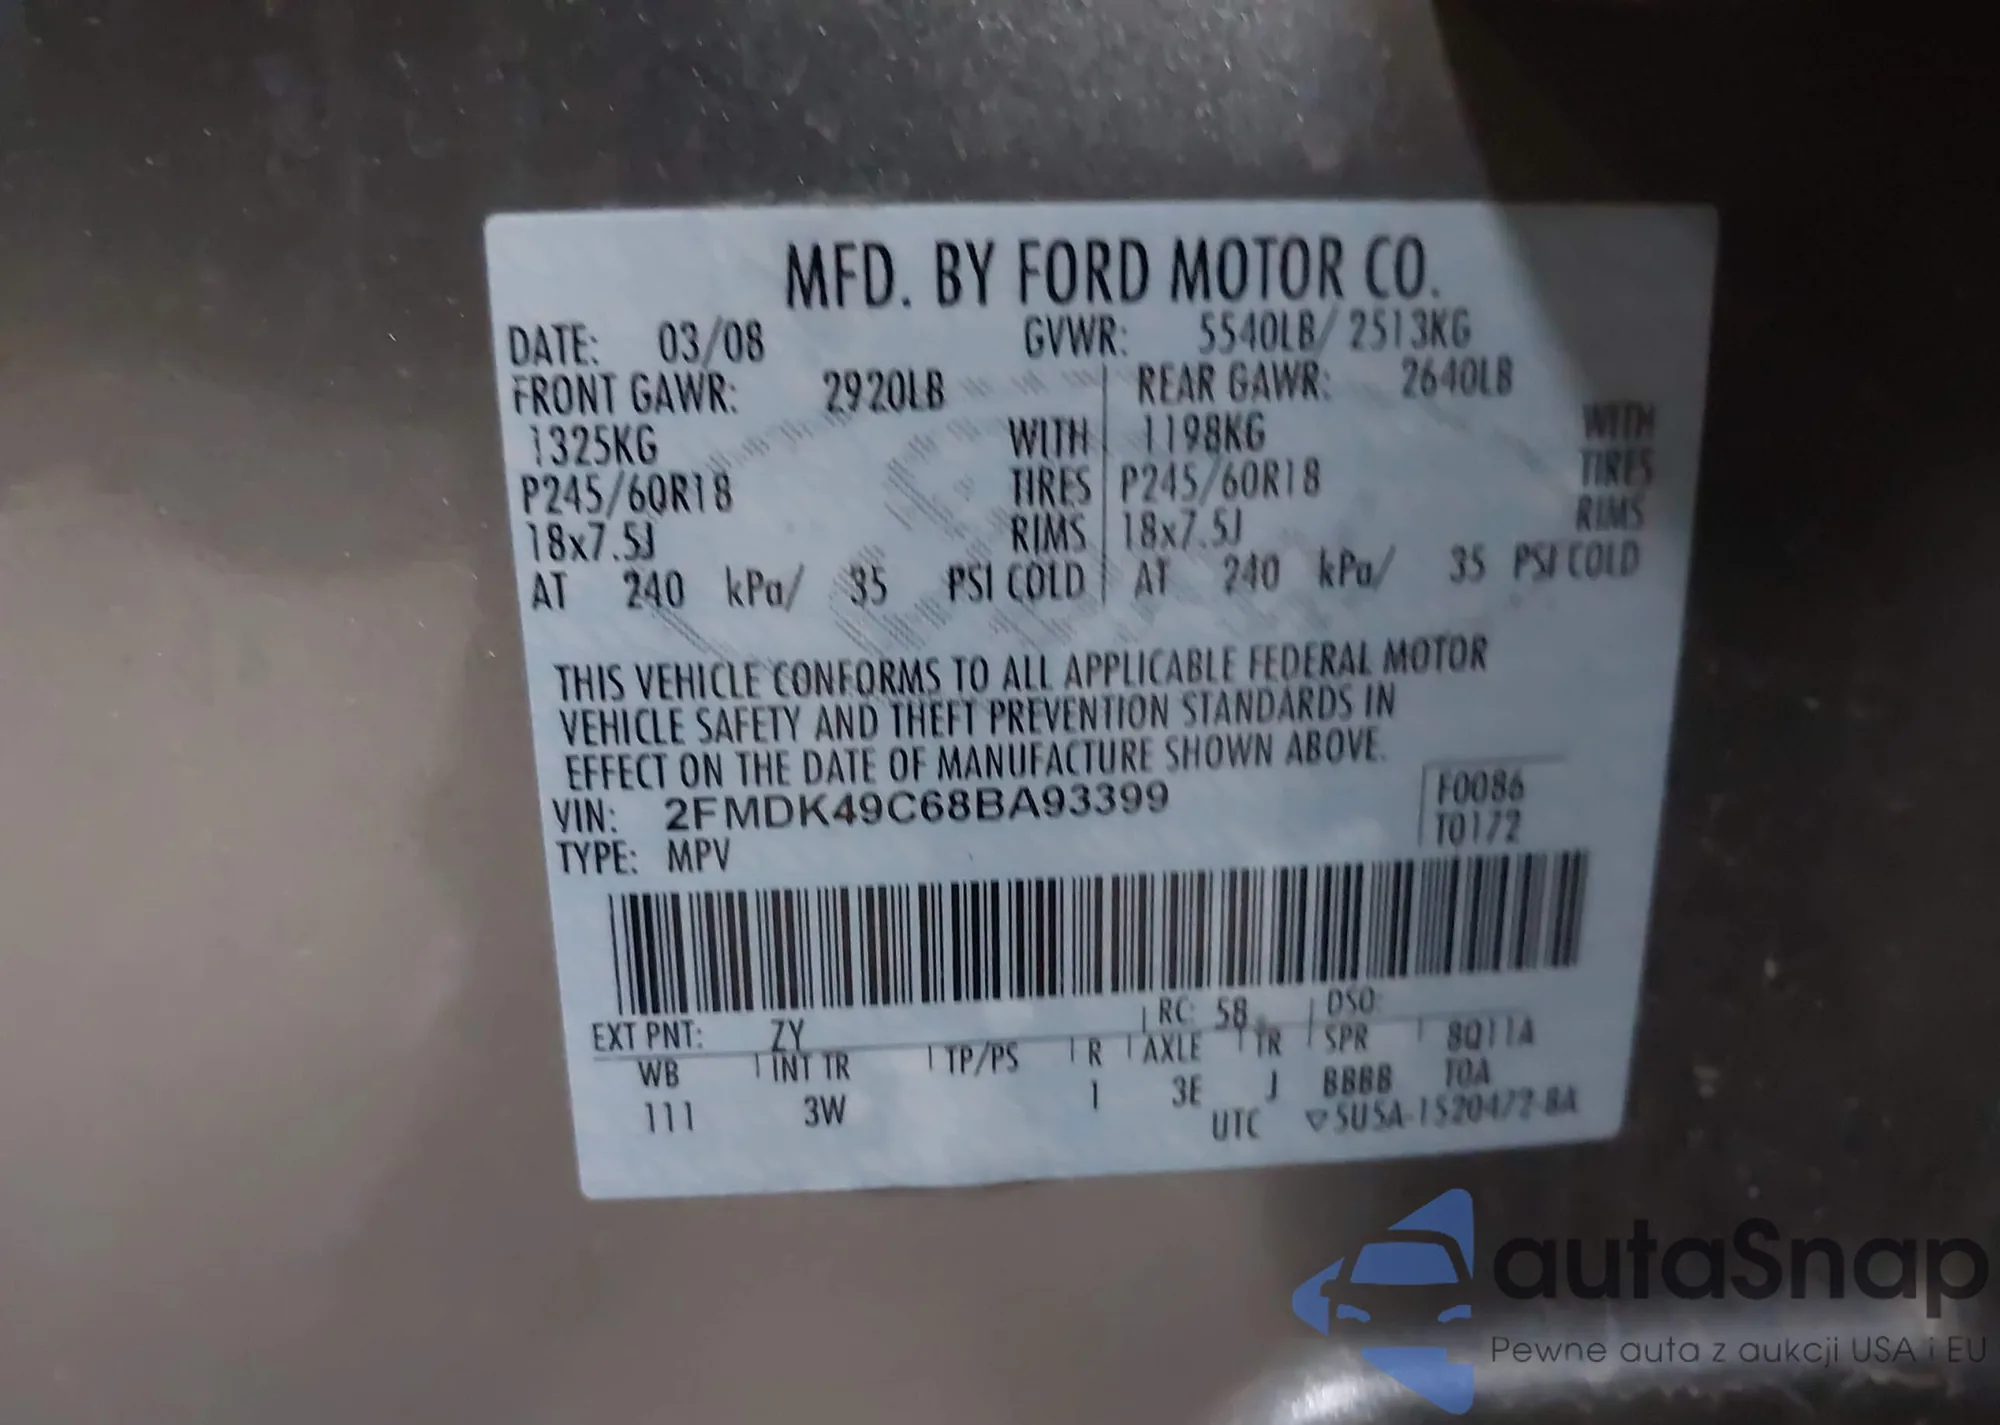 MFD. BY FORD MOTOR CO.
DATE: 03/08 GVWR: 5540LB/ 2513KG
FRONT GAWR: 2920LB REAR GAWR: 2640LB
1325KG WITH 1198KG WITH
P245/60R18 TIRES P245/60R18 TIRES
18x7.5J RIMS 18x7.5J RIMS
AT 240 kPa/ 35 PSI COLD AT 240 kPa/ 35 PSI COLD
THIS VEHICLE CONFORMS TO ALL APPLICABLE FEDERAL MOTOR
VEHICLE SAFETY AND THEFT PREVENTION STANDARDS IN
EFFECT ON THE DATE OF MANUFACTURE SHOWN ABOVE.
VIN: 2FMDK49C68BA93399 F0086
TYPE: MPV T0172
EXT PNT: ZY RC: 58 DSO:
WB INT TR TP/PS R AXLE TR SPR 8Q11A
111 3W 1 3E J BBBB TOA
UTC ▽5U5A-1520472-BA
autaSnap
Pewne auta z aukcji USA i EU